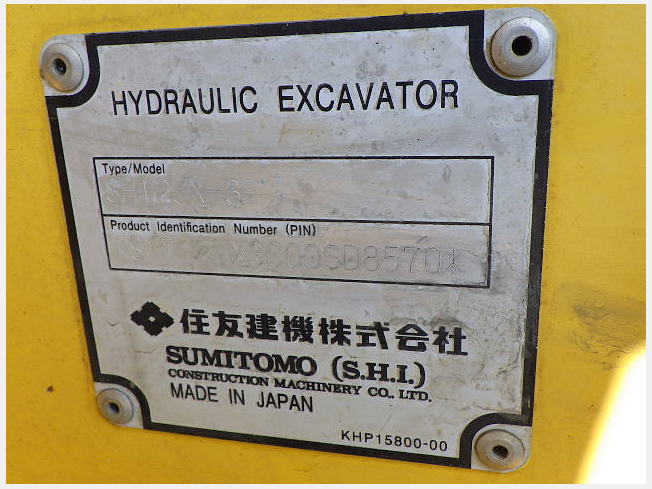 HYDRAULIC EXCAVATOR
Type/Model
Product Identification Number (PIN)
住友建機株式会社
SUMITOMO (S.H.I.)
CONSTRUCTION MACHINERY CO., LTD.
MADE IN JAPAN
KHP15800-00